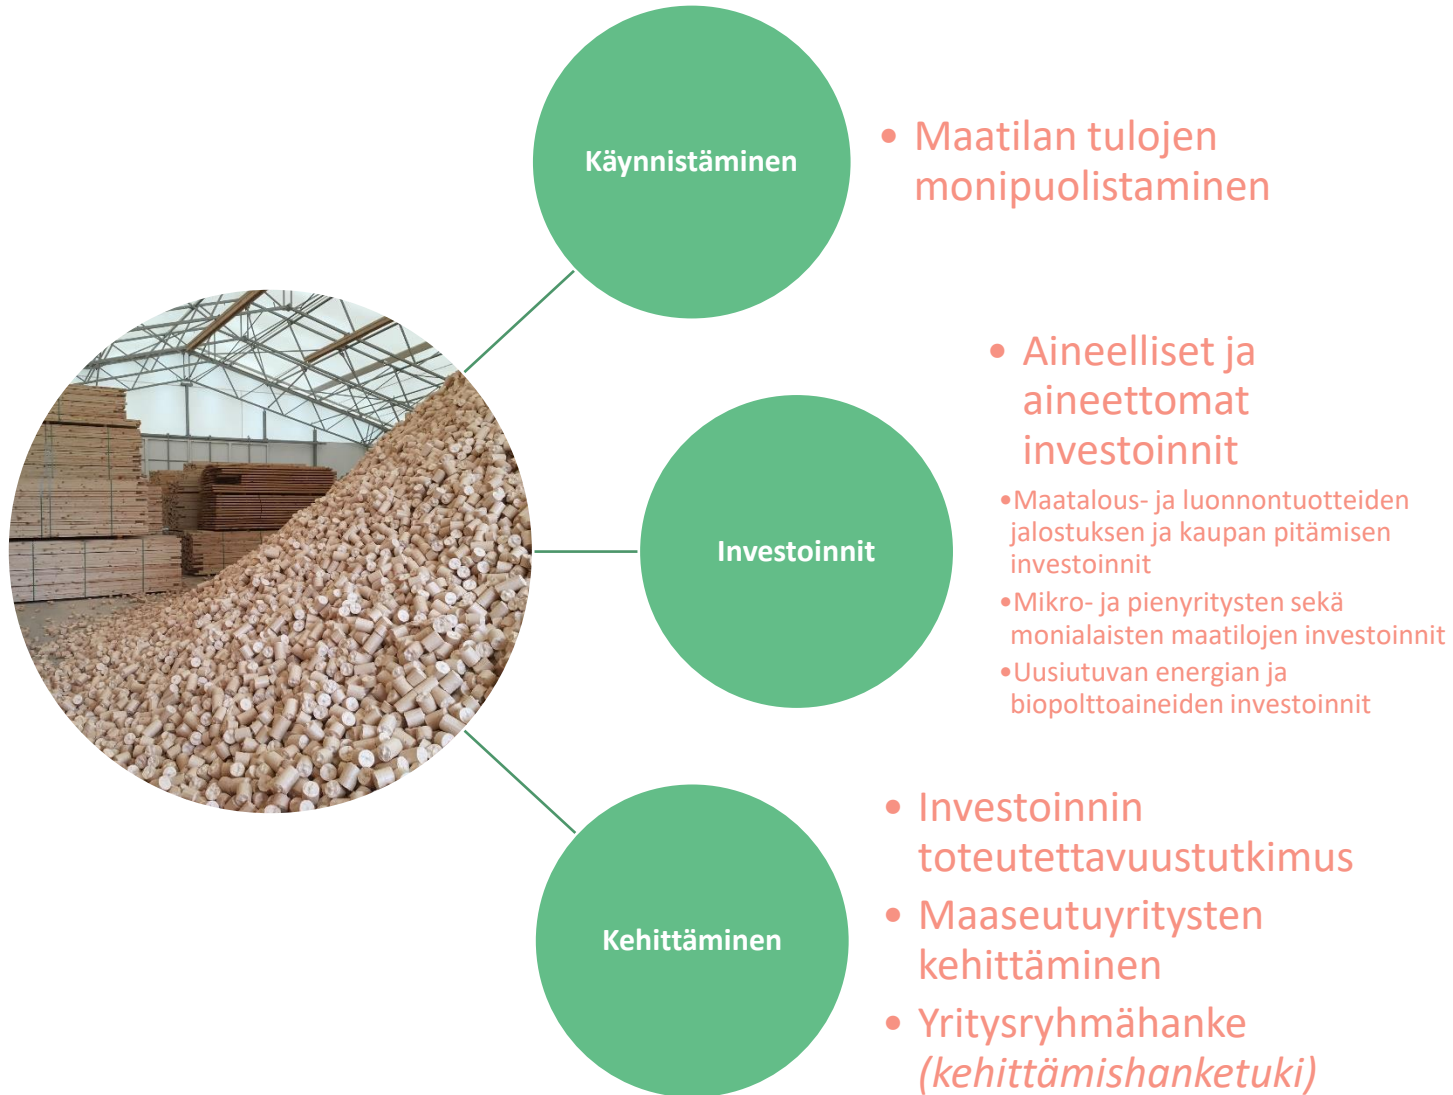 Käynnistäminen
• Maatilan tulojen
monipuolistaminen
Investoinnit
• Aineelliset ja
aineettomat
investoinnit
•Maatalous- ja luonnontuotteiden
jalostuksen ja kaupan pitämisen
investoinnit
•Mikro- ja pienyritysten sekä
monialaisten maatilojen investoinnit
•Uusiutuvan energian ja
biopolttoaineiden investoinnit
Kehittäminen
• Investoinnin
toteutettavuustutkimus
• Maaseutuyritysten
kehittäminen
• Yritysryhmähanke
(kehittämishanketuki)